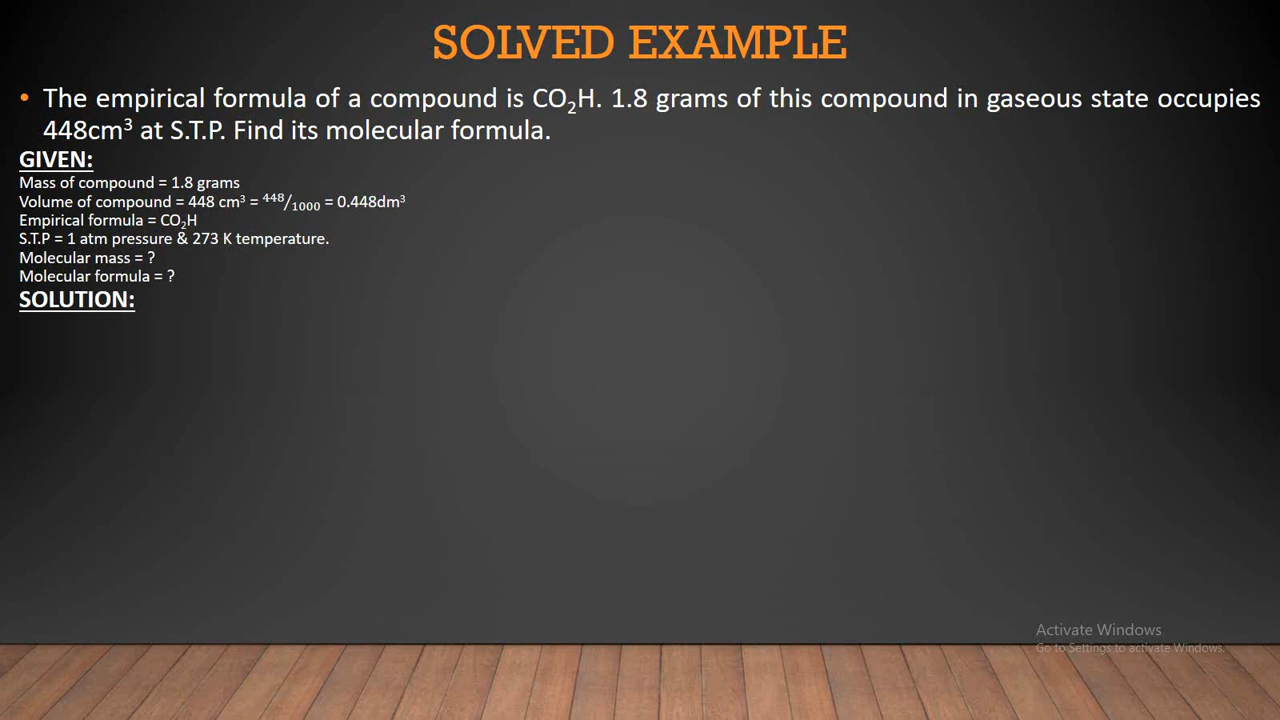 SOLVED EXAMPLE
• The empirical formula of a compound is CO₂H. 1.8 grams of this compound in gaseous state occupies
448cm³ at S.T.P. Find its molecular formula.
GIVEN:
Mass of compound = 1.8 grams
Volume of compound = 448 cm³ = ⁴⁴⁸/₁₀₀₀ = 0.448dm³
Empirical formula = CO₂H
S.T.P = 1 atm pressure & 273 K temperature.
Molecular mass = ?
Molecular formula = ?
SOLUTION:
Activate Windows
Go to Settings to activate Windows.